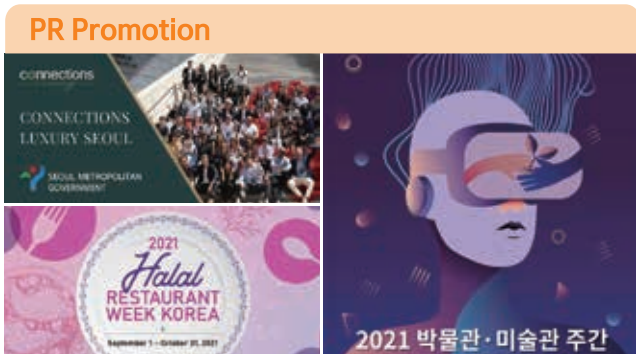 PR Promotion
connections
CONNECTIONS
LUXURY SEOUL
SEOUL METROPOLITAN
GOVERNMENT
2021
Halal
RESTAURANT
WEEK KOREA
September 1 - October 31, 2021
2021 박물관·미술관 주간